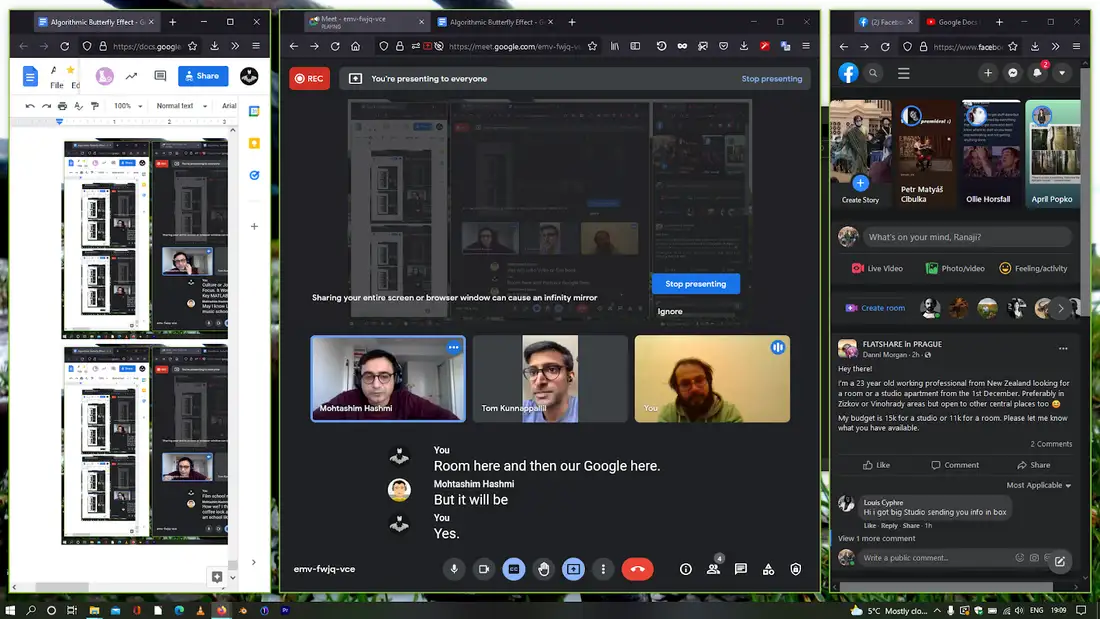 Algorithmic Butterfly Effect - G
https://docs.google
File
Share
100%
Normal text
Arial
1
2
Meet - emv-fwjq-vce
PLAYING
Algorithmic Butterfly Effect - Go
https://meet.google.com/emv-fwjq-v
REC
You're presenting to everyone
Stop presenting
Sharing your entire screen or browser window can cause an infinity mirror
Stop presenting
Ignore
Mohtashim Hashmi
Tom Kunnappallil
You
You
Room here and then our Google here.
Mohtashim Hashmi
But it will be
You
Yes.
emv-fwjq-vce
4
(2) Facebook
YouTube
Google Docs
https://www.faceboo
2
Create Story
Petr Matyáš
Cibulka
Ollie Horsfall
April Popko
What's on your mind, Ranaji?
Live Video
Photo/video
Feeling/activity
Create room
FLATSHARE in PRAGUE
Danni Morgan · 2h ·
Hey there!
I'm a 23 year old working professional from New Zealand looking for
a room or a studio apartment from the 1st December. Preferably in
Zizkov or Vinohrady areas but open to other central places too
My budget is 15k for a studio or 11k for a room. Please let me know
what you have available.
2 Comments
Like
Comment
Share
Most Applicable
Louis Cyphre
Hi i got big Studio sending you info in box
Like · Reply · Share · 1h
View 1 more comment
Write a public comment...
5°C Mostly clo...
ENG
19:09